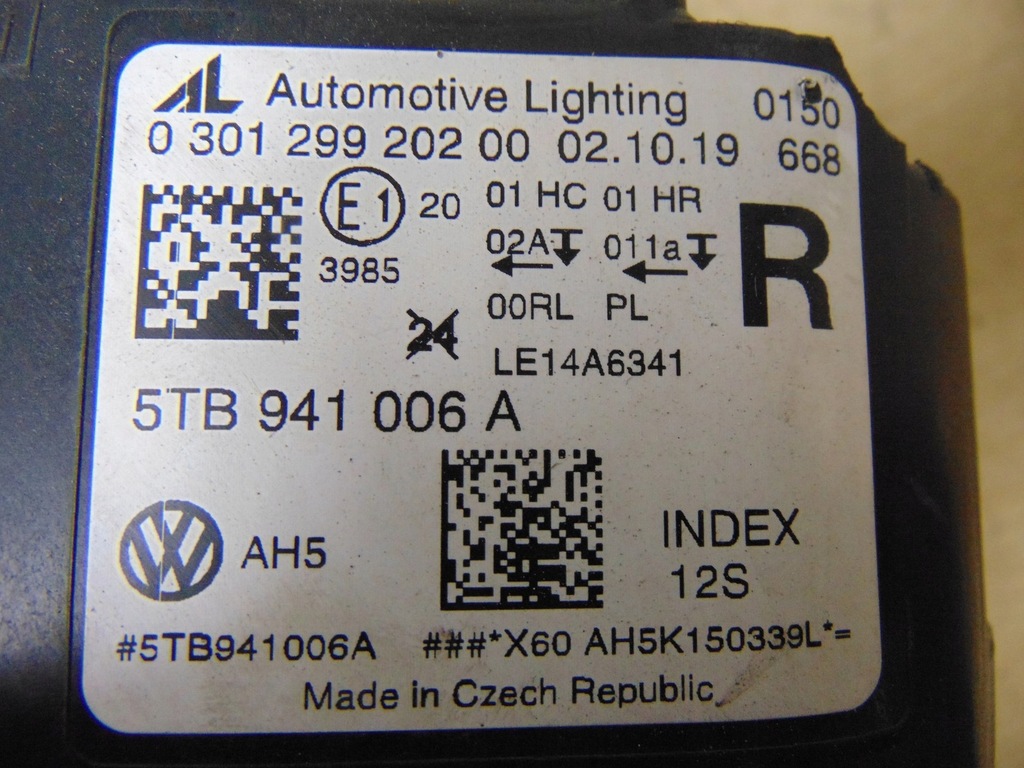 AL Automotive Lighting 0150
0 301 299 202 00 02.10.19 668
E1 20 01 HC 01 HR
02A 011a R
3985
00RL PL
24
LE14A6341
5TB 941 006 A
VW AH5
INDEX
12S
#5TB941006A ###*X60 AH5K150339L*=
Made in Czech Republic